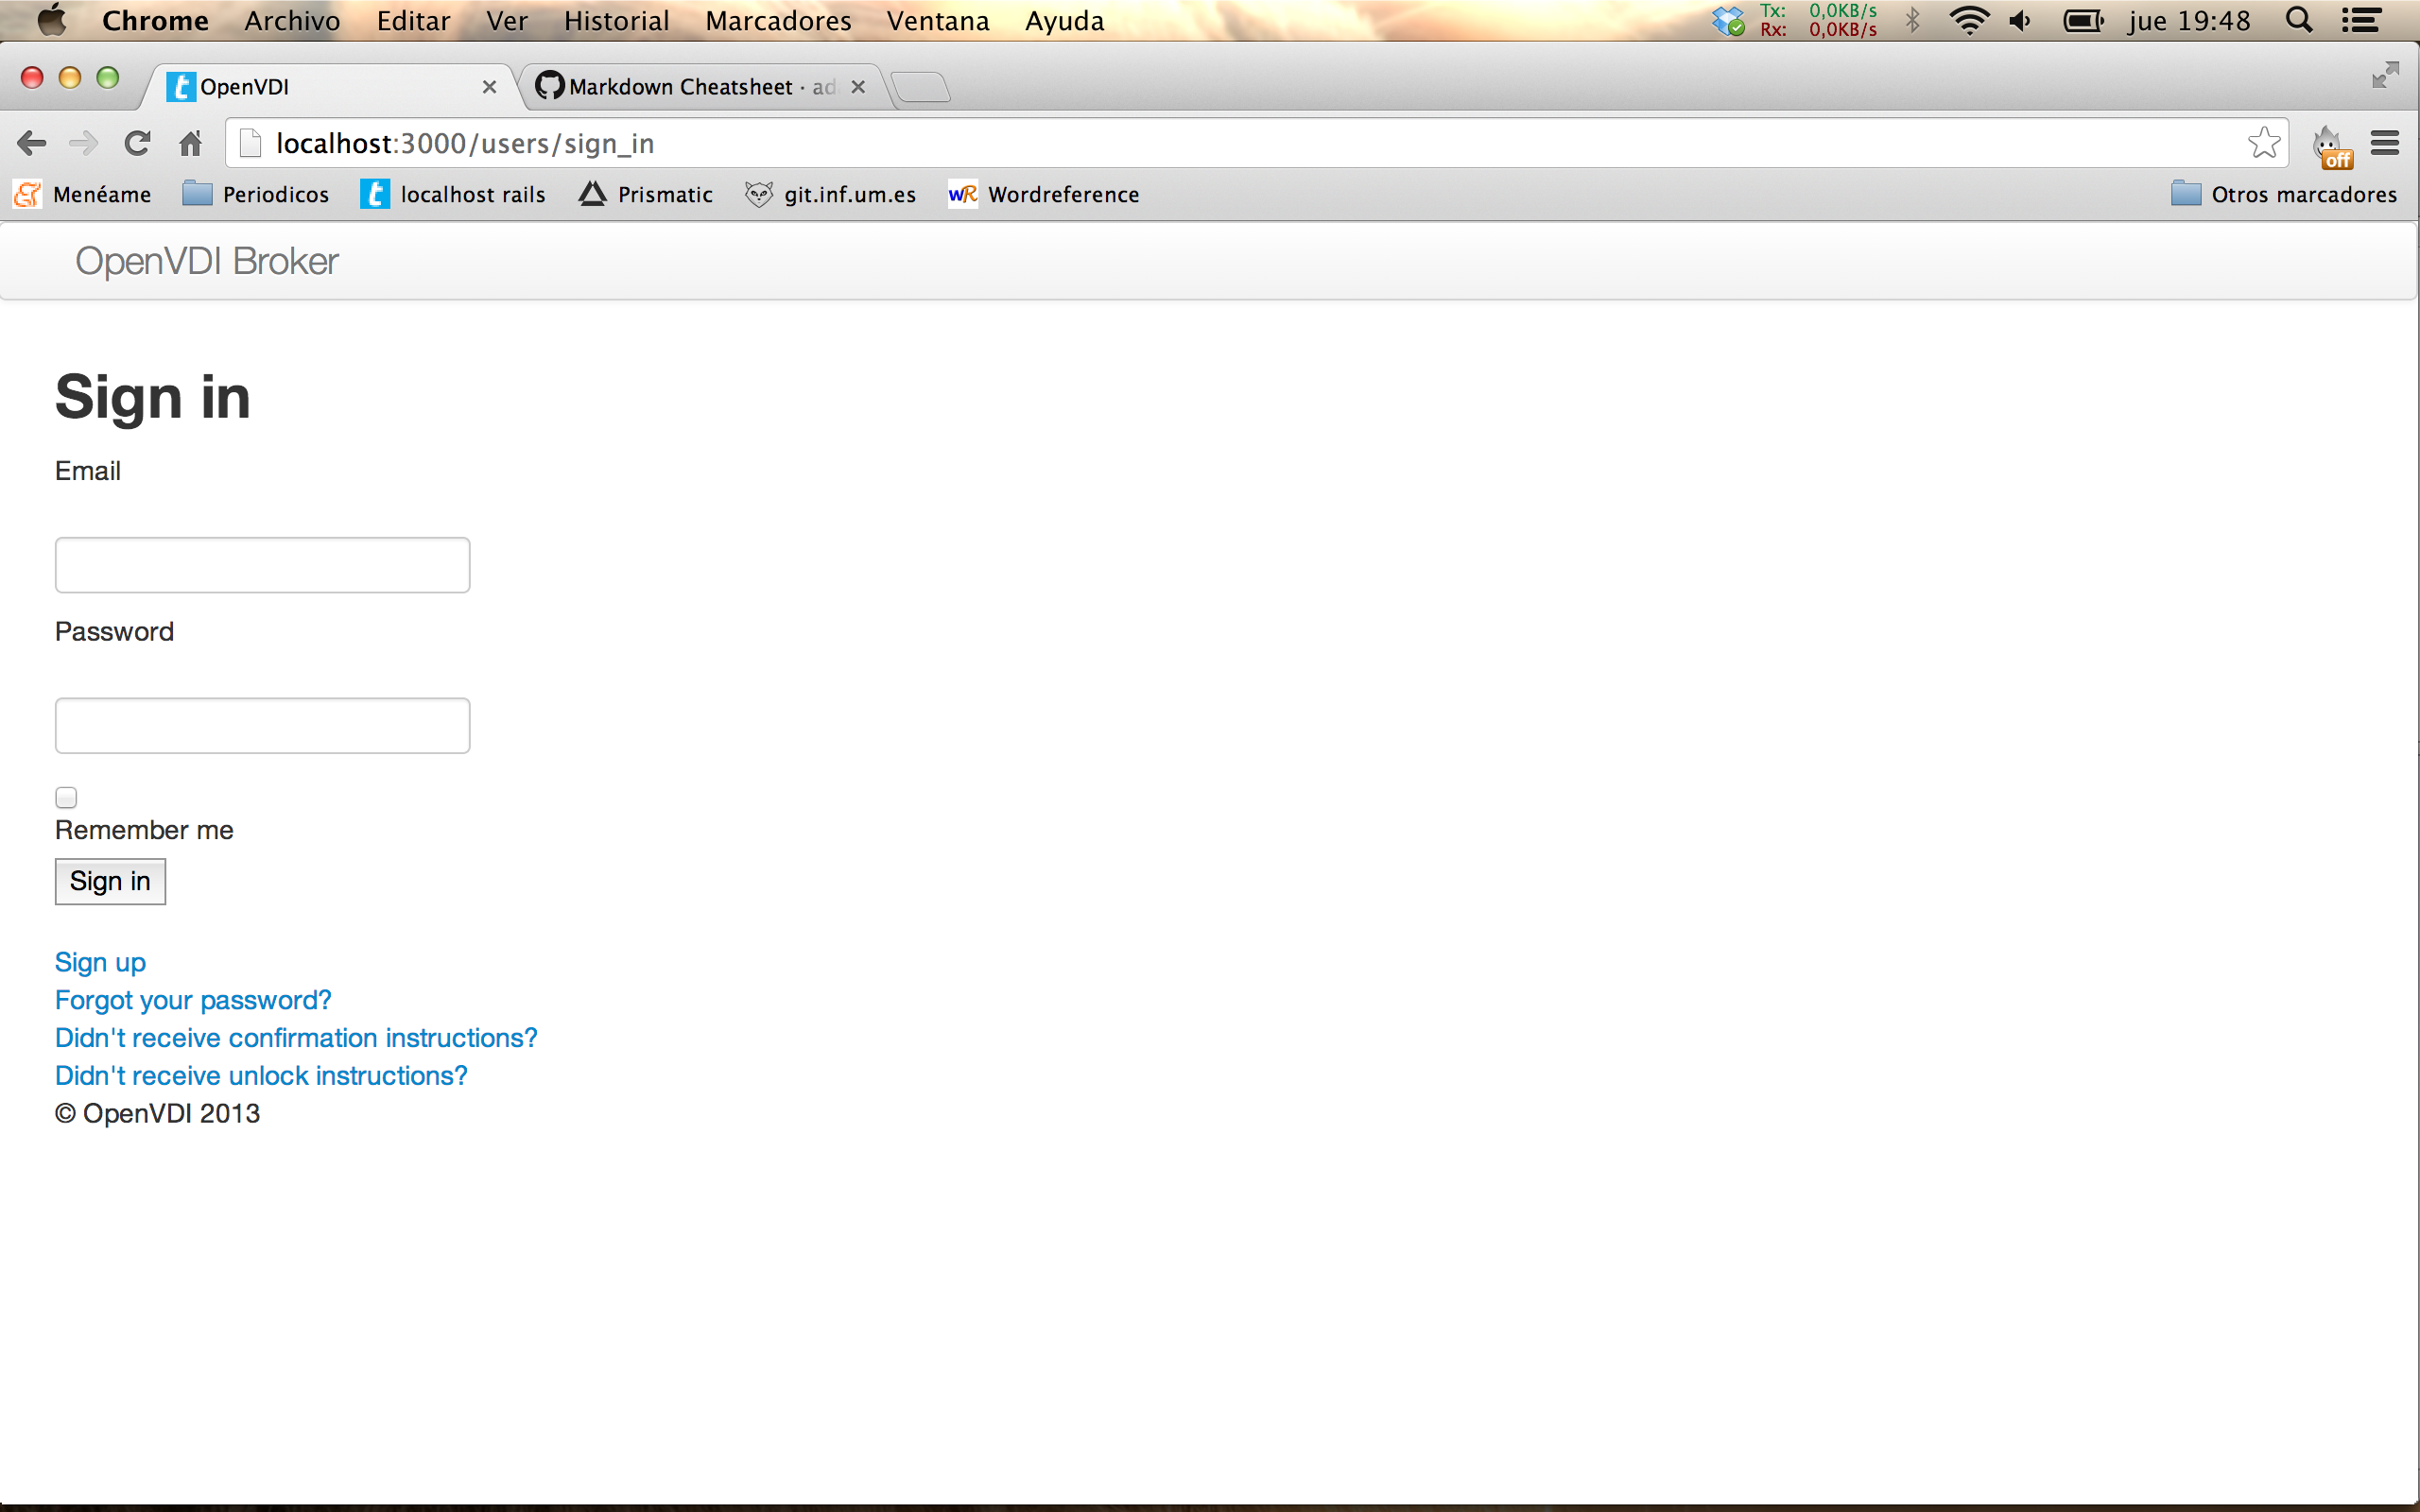 Chrome Archivo Editar Ver Historial Marcadores Ventana Ayuda Tx: 0,0KB/s Rx: 0,0KB/s jue 19:48
OpenVDI Markdown Cheatsheet · ad
localhost:3000/users/sign_in off
Menéame Periodicos localhost rails Prismatic git.inf.um.es Wordreference Otros marcadores
OpenVDI Broker
Sign in
Email
Password
Remember me
Sign in
Sign up
Forgot your password?
Didn't receive confirmation instructions?
Didn't receive unlock instructions?
© OpenVDI 2013